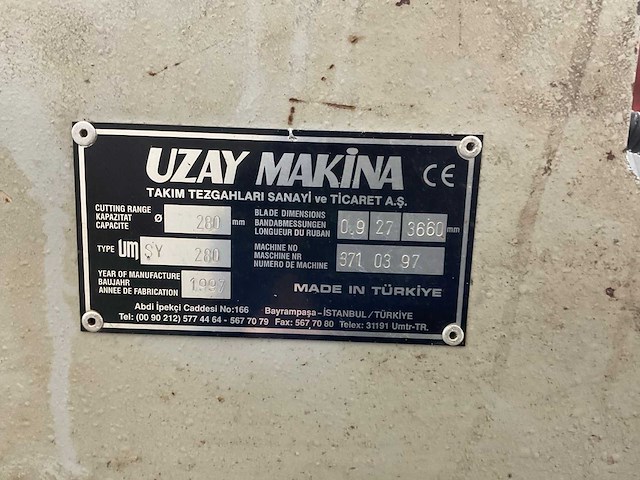 UZAY MAKİNA CE
TAKIM TEZGAHLARI SANAYİ ve TİCARET A.Ş.
CUTTING RANGE
KAPAZITAT Ø 280 mm
CAPACITE
BLADE DIMENSIONS
BANDABMESSUNGEN 0.9 27 3660 mm
LONGUEUR DU RUBAN
TYPE um SY 280
MACHINE NO
MASCHINE NR 371 03 97
NUMERO DE MACHINE
YEAR OF MANUFACTURE
BAUJAHR 1997
ANNEE DE FABRICATION
MADE IN TÜRKİYE
Abdi İpekçi Caddesi No:166 Bayrampaşa-İSTANBUL/TÜRKİYE
Tel: (00 90 212) 577 44 64 - 567 70 79 Fax: 567 70 80 Telex: 31191 Umtr-TR.